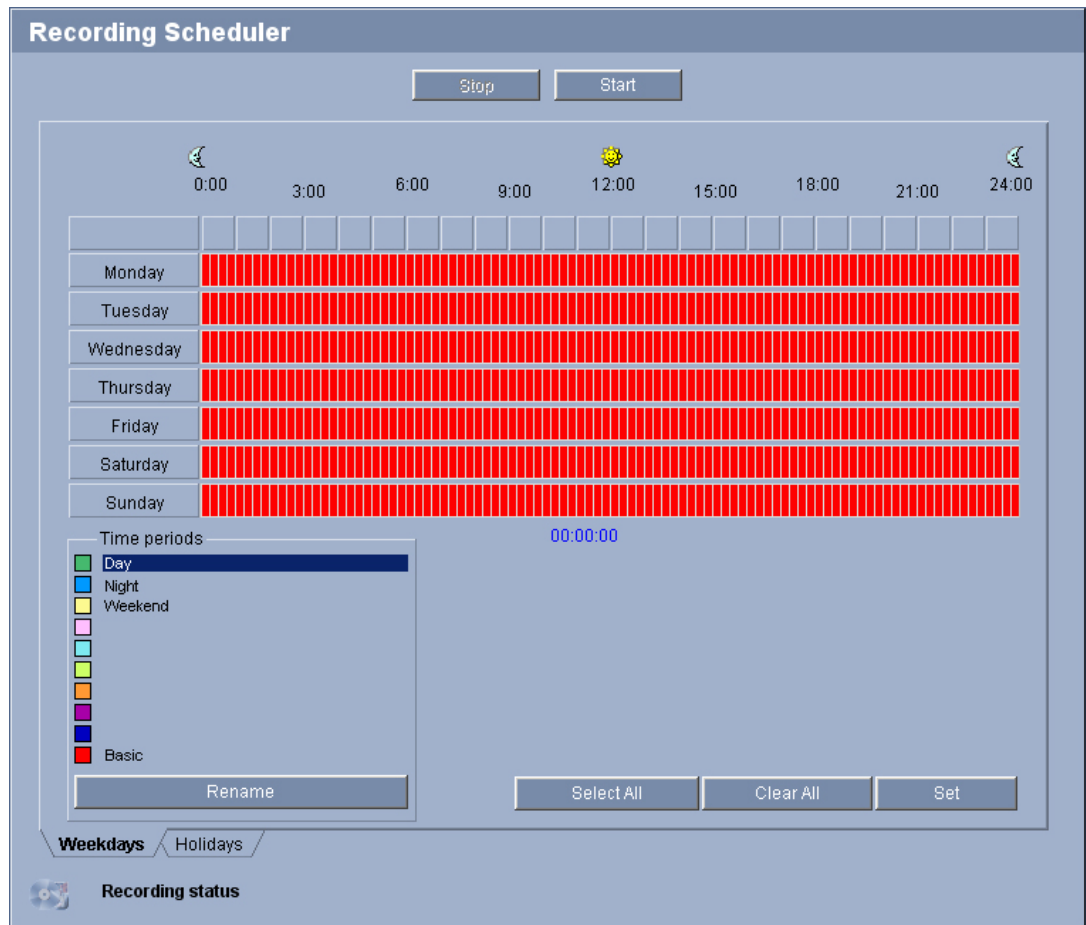 Recording Scheduler
Stop Start
0:00 3:00 6:00 9:00 12:00 15:00 18:00 21:00 24:00
Monday
Tuesday
Wednesday
Thursday
Friday
Saturday
Sunday
Time periods 00:00:00
Day
Night
Weekend
Basic
Rename Select All Clear All Set
Weekdays Holidays
Recording status